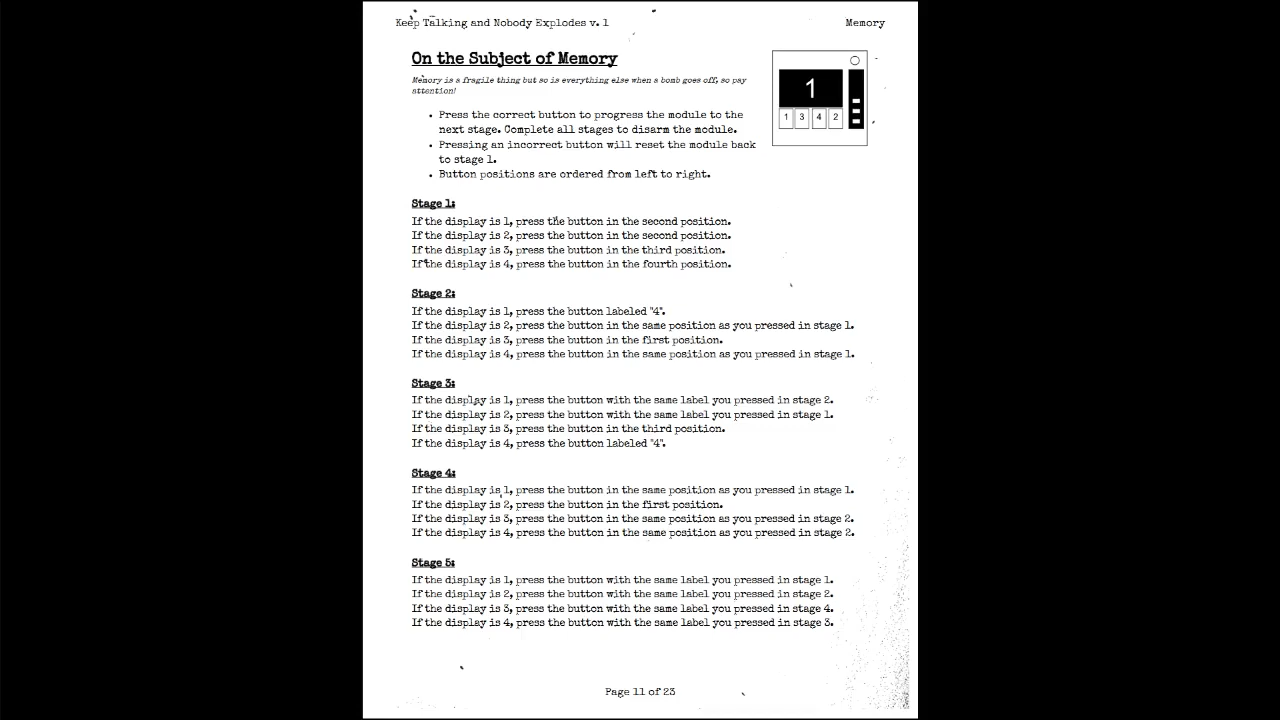 Keep Talking and Nobody Explodes v. 1
Memory
On the Subject of Memory
Memory is a fragile thing but so is everything else when a bomb goes off, so pay
attention!
1
1 3 4 2
• Press the correct button to progress the module to the
next stage. Complete all stages to disarm the module.
• Pressing an incorrect button will reset the module back
to stage 1.
• Button positions are ordered from left to right.
Stage 1:
If the display is 1, press the button in the second position.
If the display is 2, press the button in the second position.
If the display is 3, press the button in the third position.
If the display is 4, press the button in the fourth position.
Stage 2:
If the display is 1, press the button labeled "4".
If the display is 2, press the button in the same position as you pressed in stage 1.
If the display is 3, press the button in the first position.
If the display is 4, press the button in the same position as you pressed in stage 1.
Stage 3:
If the display is 1, press the button with the same label you pressed in stage 2.
If the display is 2, press the button with the same label you pressed in stage 1.
If the display is 3, press the button in the third position.
If the display is 4, press the button labeled "4".
Stage 4:
If the display is 1, press the button in the same position as you pressed in stage 1.
If the display is 2, press the button in the first position.
If the display is 3, press the button in the same position as you pressed in stage 2.
If the display is 4, press the button in the same position as you pressed in stage 2.
Stage 5:
If the display is 1, press the button with the same label you pressed in stage 1.
If the display is 2, press the button with the same label you pressed in stage 2.
If the display is 3, press the button with the same label you pressed in stage 4.
If the display is 4, press the button with the same label you pressed in stage 3.
Page 11 of 23